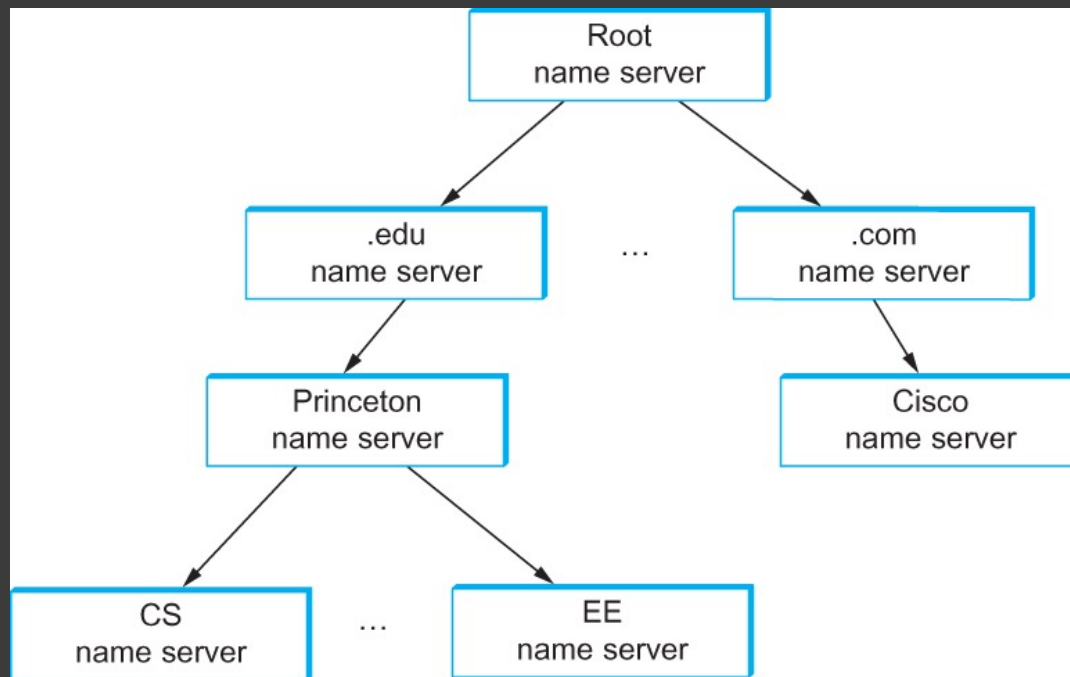 Root
name server
.edu
name server
...
.com
name server
Princeton
name server
Cisco
name server
CS
name server
...
EE
name server